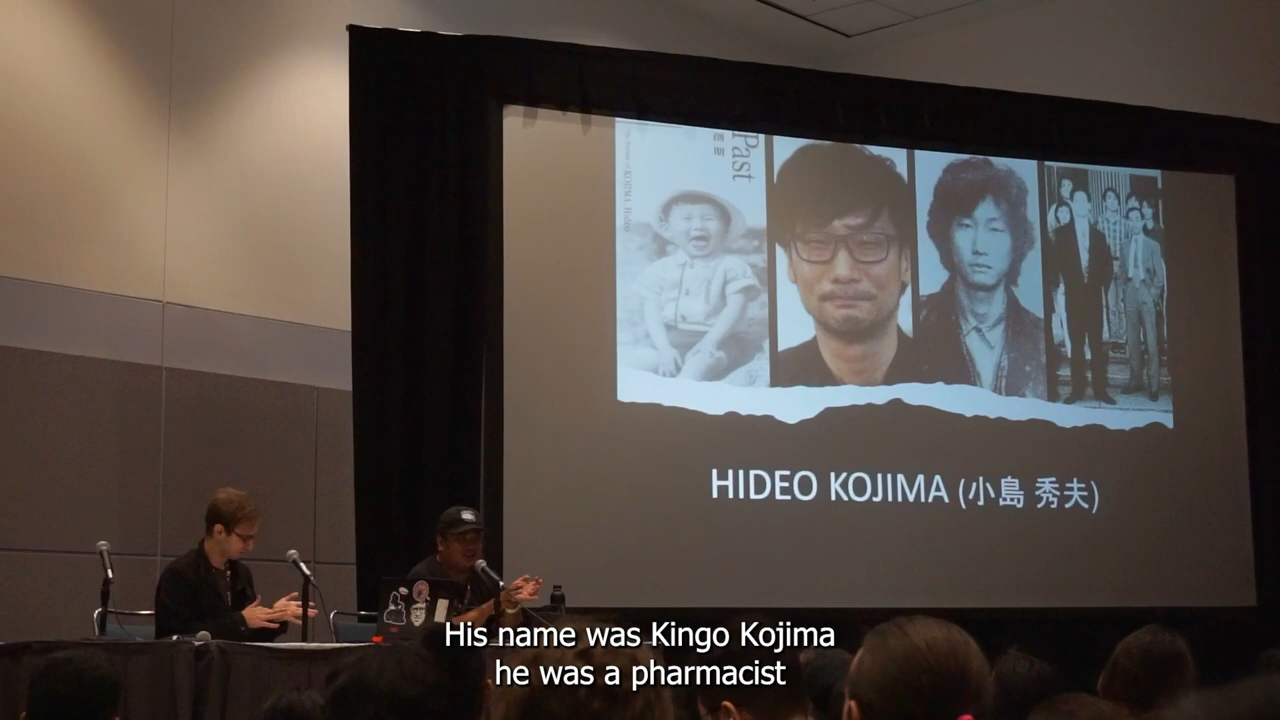 Past
HIDEO KOJIMA (小島 秀夫)
His name was Kingo Kojima
he was a pharmacist